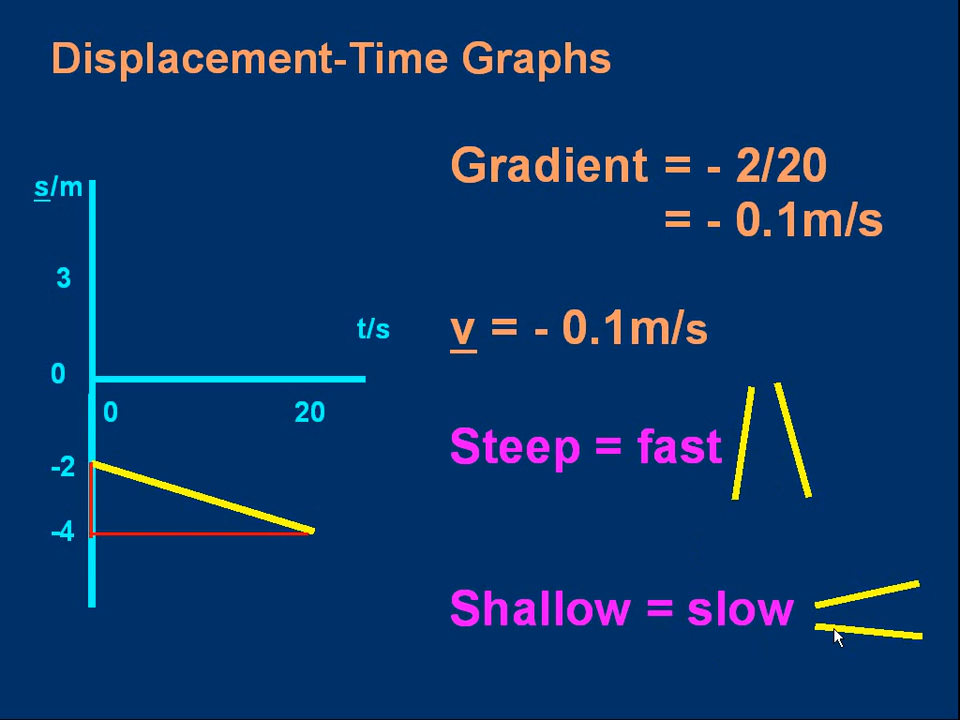 Displacement-Time Graphs
Gradient = - 2/20
= - 0.1m/s
s/m
3
t/s
v = - 0.1m/s
0
0 20
Steep = fast
-2
-4
Shallow = slow